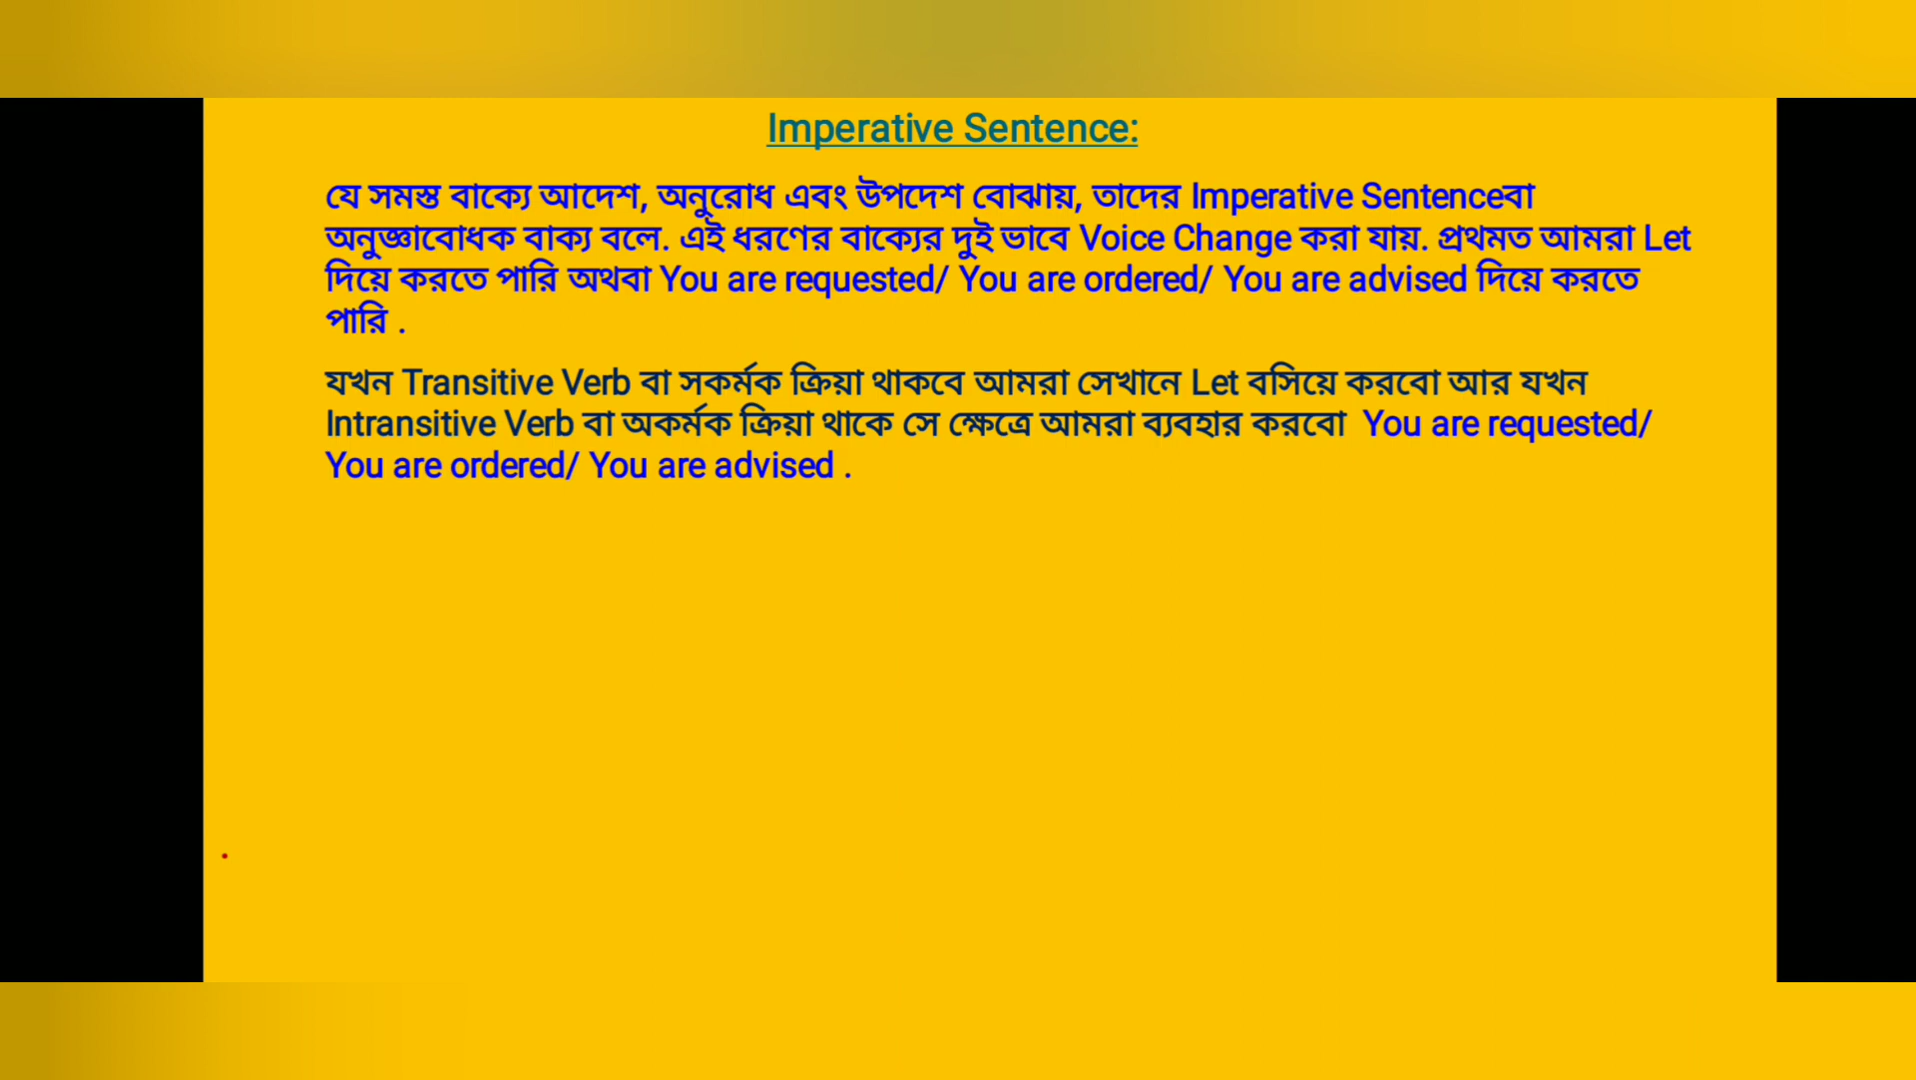 Imperative Sentence:
যে সমস্ত বাক্যে আদেশ, অনুরোধ এবং উপদেশ বোঝায়, তাদের Imperative Sentenceবা
অনুজ্ঞাবোধক বাক্য বলে. এই ধরণের বাক্যের দুই ভাবে Voice Change করা যায়. প্রথমত আমরা Let
দিয়ে করতে পারি অথবা You are requested/ You are ordered/ You are advised দিয়ে করতে
পারি .
যখন Transitive Verb বা সকর্মক ক্রিয়া থাকবে আমরা সেখানে Let বসিয়ে করবো আর যখন
Intransitive Verb বা অকর্মক ক্রিয়া থাকে সে ক্ষেত্রে আমরা ব্যবহার করবো You are requested/
You are ordered/ You are advised .